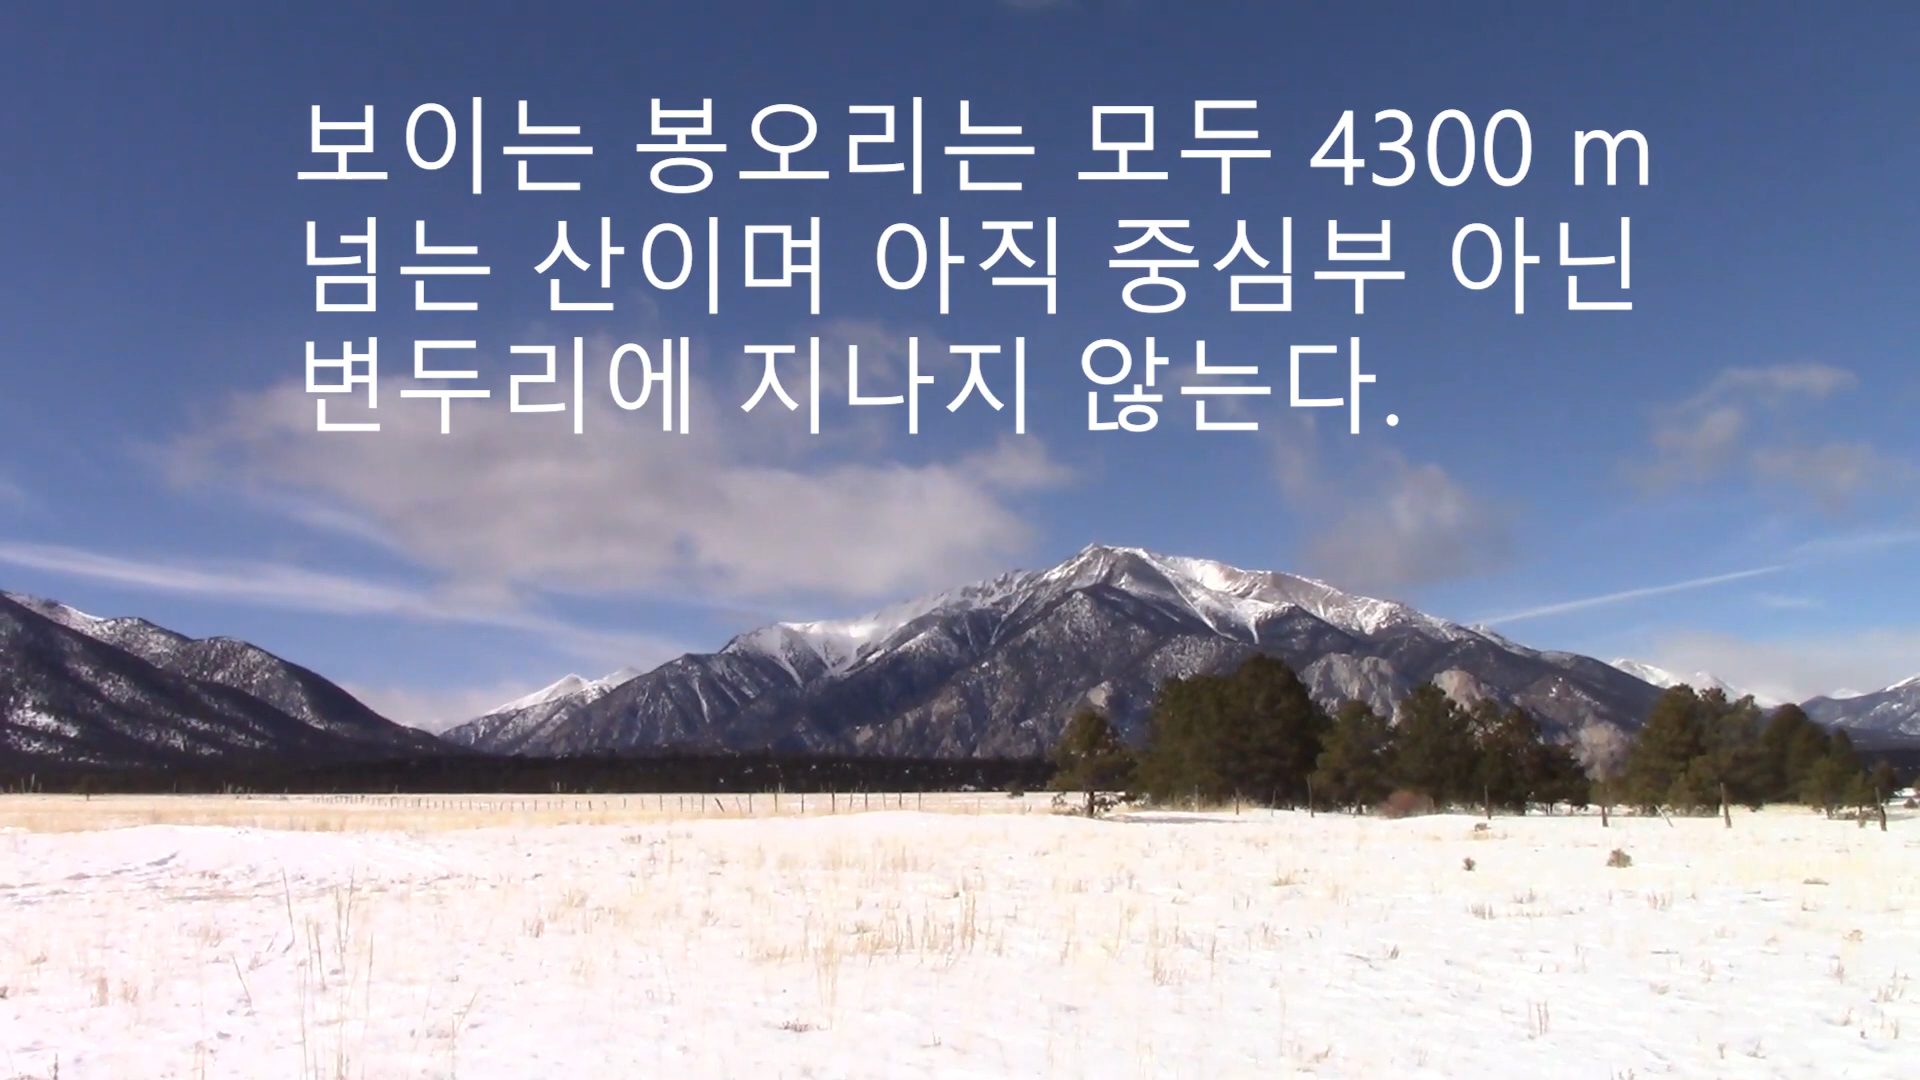 보이는 봉오리는 모두 4300 m
넘는 산이며 아직 중심부 아닌
변두리에 지나지 않는다.